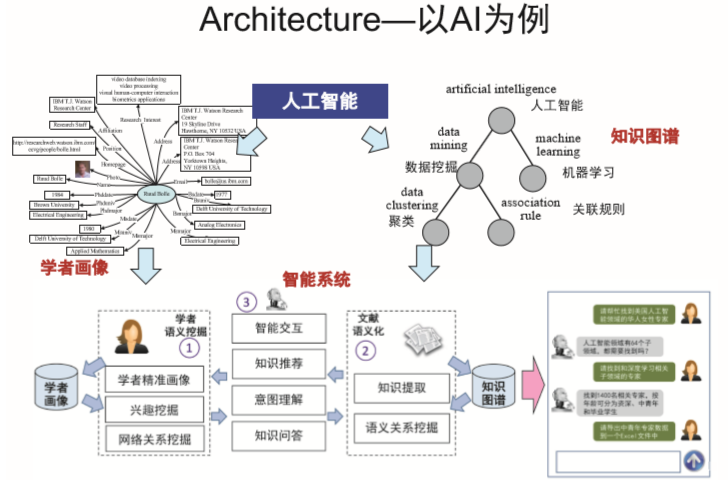 Architecture—以AI为例
video database indexing
video processing
visual human-computer interaction
biometrics applications
IBM T.J. Watson
Research Center
Research Staff
http://researchweb.watson.ibm.com/
ecvg/people/bolle.html
Research_Interest
Affiliation
Position
Homepage
Photo
Name
Address
Address
IBM T.J. Watson Research
Center
19 Skyline Drive
Hawthorne, NY 10532 USA
IBM T.J. Watson Research
Center
P.O. Box 704
Yorktown Heights,
NY 10598 USA
Email
bolle@us.ibm.com
Ruud Bolle
Ruud Bolle
1984
Brown University
Electrical Engineering
1980
Delft University of Technology
Applied Mathematics
Phddate
Phduniv
Phdmajor
Msdate
Msuniv
Msmajor
Bsdate
Bsuniv
Bsmajor
1977
Delft University of Technology
Analog Electronics
Electrical Engineering
人工智能
artificial intelligence
人工智能
data
mining
数据挖掘
machine
learning
机器学习
知识图谱
data
clustering
聚类
association
rule
关联规则
学者画像
智能系统
学者
画像
学者
语义挖掘
1
学者精准画像
兴趣挖掘
网络关系挖掘
3
智能交互
知识推荐
意图理解
知识问答
文献
语义化
2
知识提取
语义关系挖掘
知识
图谱
请帮忙找到美国人工智
能领域的华人女性专家
人工智能领域有64个子
领域，都需要找到吗？
请找到和深度学习相关
子领域的专家
找到1400名相关专家，按
年龄可分为资深、中青年
和毕业学生
请导出中青年专家数据
到一个Excel文件中